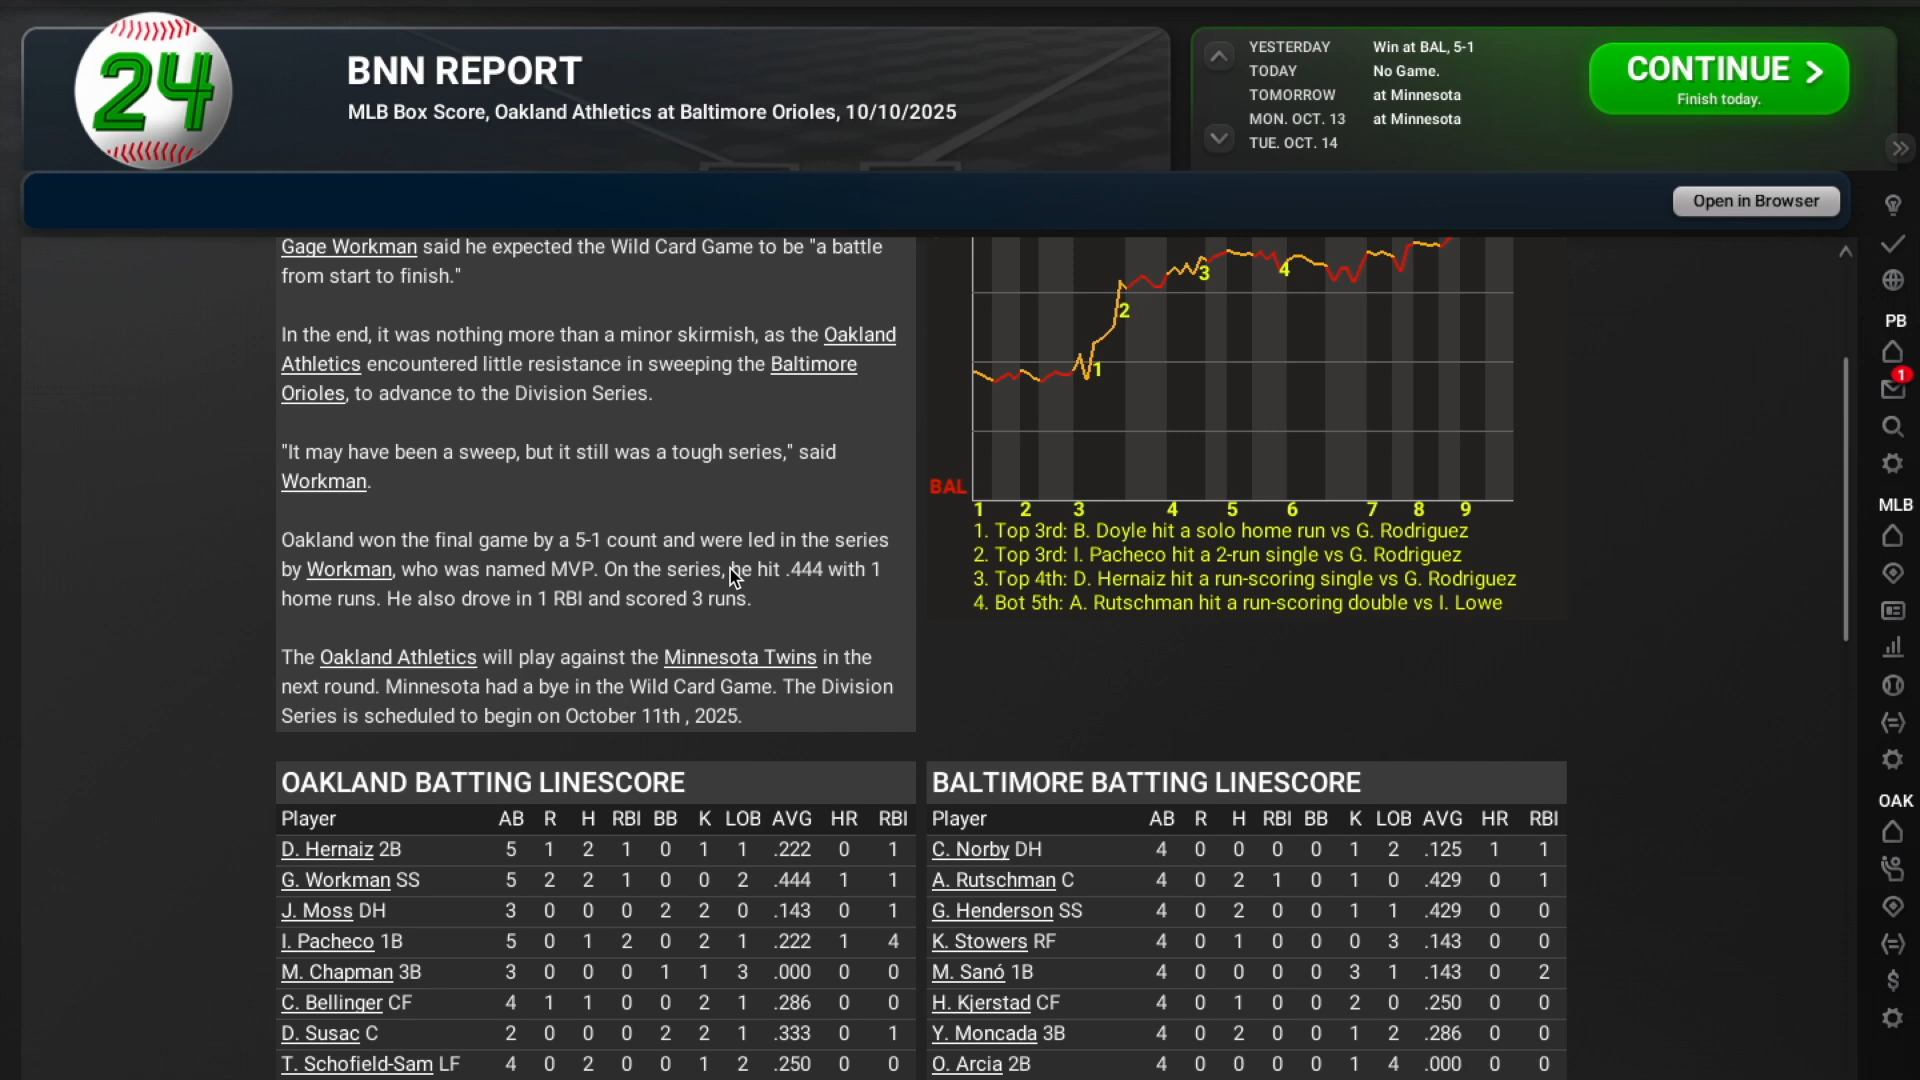 24
BNN REPORT
MLB Box Score, Oakland Athletics at Baltimore Orioles, 10/10/2025
YESTERDAY Win at BAL, 5-1
TODAY No Game.
TOMORROW at Minnesota
MON. OCT. 13 at Minnesota
TUE. OCT. 14
CONTINUE
Finish today.
Open in Browser
Gage Workman said he expected the Wild Card Game to be "a battle
from start to finish."
In the end, it was nothing more than a minor skirmish, as the Oakland
Athletics encountered little resistance in sweeping the Baltimore
Orioles, to advance to the Division Series.
"It may have been a sweep, but it still was a tough series," said
Workman.
Oakland won the final game by a 5-1 count and were led in the series
by Workman, who was named MVP. On the series, he hit .444 with 1
home runs. He also drove in 1 RBI and scored 3 runs.
The Oakland Athletics will play against the Minnesota Twins in the
next round. Minnesota had a bye in the Wild Card Game. The Division
Series is scheduled to begin on October 11th , 2025.
1 2 3 4
BAL
1 2 3 4 5 6 7 8 9
1. Top 3rd: B. Doyle hit a solo home run vs G. Rodriguez
2. Top 3rd: I. Pacheco hit a 2-run single vs G. Rodriguez
3. Top 4th: D. Hernaiz hit a run-scoring single vs G. Rodriguez
4. Bot 5th: A. Rutschman hit a run-scoring double vs I. Lowe
OAKLAND BATTING LINESCORE
Player AB R H RBI BB K LOB AVG HR RBI
D. Hernaiz 2B 5 1 2 1 0 1 1 .222 0 1
G. Workman SS 5 2 2 1 0 0 2 .444 1 1
J. Moss DH 3 0 0 0 2 2 0 .143 0 1
I. Pacheco 1B 5 0 1 2 0 2 1 .222 1 4
M. Chapman 3B 3 0 0 0 1 1 3 .000 0 0
C. Bellinger CF 4 1 1 0 0 2 1 .286 0 0
D. Susac C 2 0 0 0 2 2 1 .333 0 1
T. Schofield-Sam LF 4 0 2 0 0 1 2 .250 0 0
BALTIMORE BATTING LINESCORE
Player AB R H RBI BB K LOB AVG HR RBI
C. Norby DH 4 0 0 0 0 1 2 .125 1 1
A. Rutschman C 4 0 2 1 0 1 0 .429 0 1
G. Henderson SS 4 0 2 0 0 1 1 .429 0 0
K. Stowers RF 4 0 1 0 0 0 3 .143 0 0
M. Sanó 1B 4 0 0 0 0 3 1 .143 0 2
H. Kjerstad CF 4 0 1 0 0 2 0 .250 0 0
Y. Moncada 3B 4 0 2 0 0 1 2 .286 0 0
O. Arcia 2B 4 0 0 0 0 1 4 .000 0 0
PB
1
MLB
OAK
$